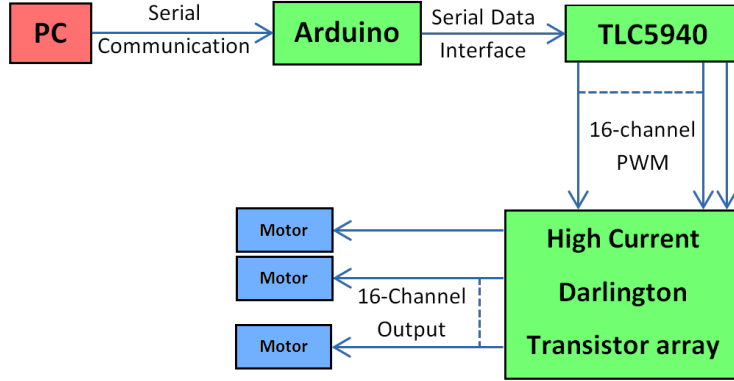 PC
Serial
Communication
Arduino
Serial Data
Interface
TLC5940
16-channel
PWM
High Current
Darlington
Transistor array
Motor
Motor
16-Channel
Output
Motor